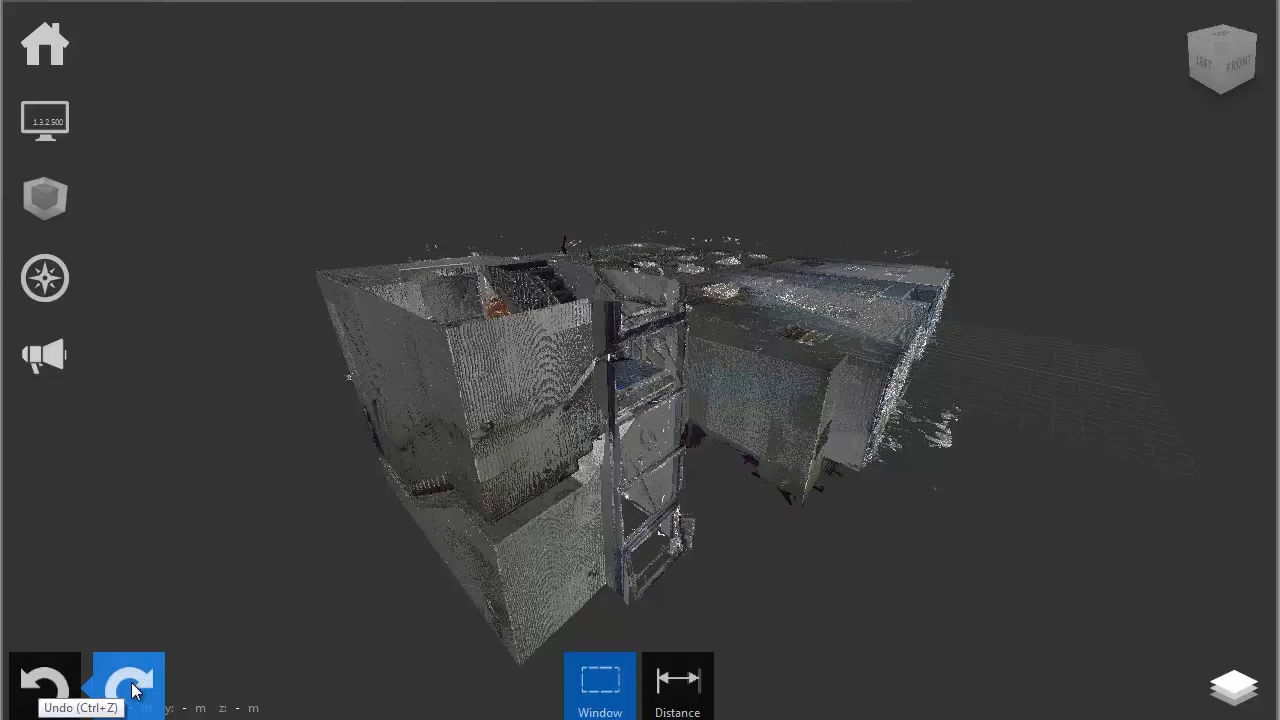 1.3.2.500
LEFT
FRONT
Undo (Ctrl+Z)
- m y: - m z: - m
Window
Distance